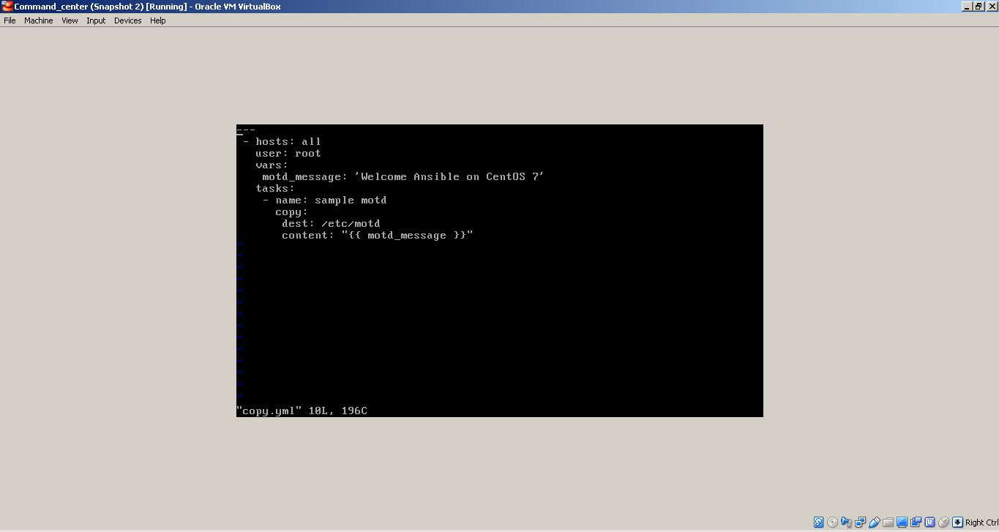 Command_center (Snapshot 2) [Running] - Oracle VM VirtualBox
File Machine View Input Devices Help
---
 - hosts: all
   user: root
   vars:
    motd_message: 'Welcome Ansible on CentOS 7'
   tasks:
    - name: sample motd
      copy:
       dest: /etc/motd
       content: "{{ motd_message }}"
~
~
~
~
~
~
~
~
~
~
~
~
~
~
"copy.yml" 10L, 196C
Right Ctrl